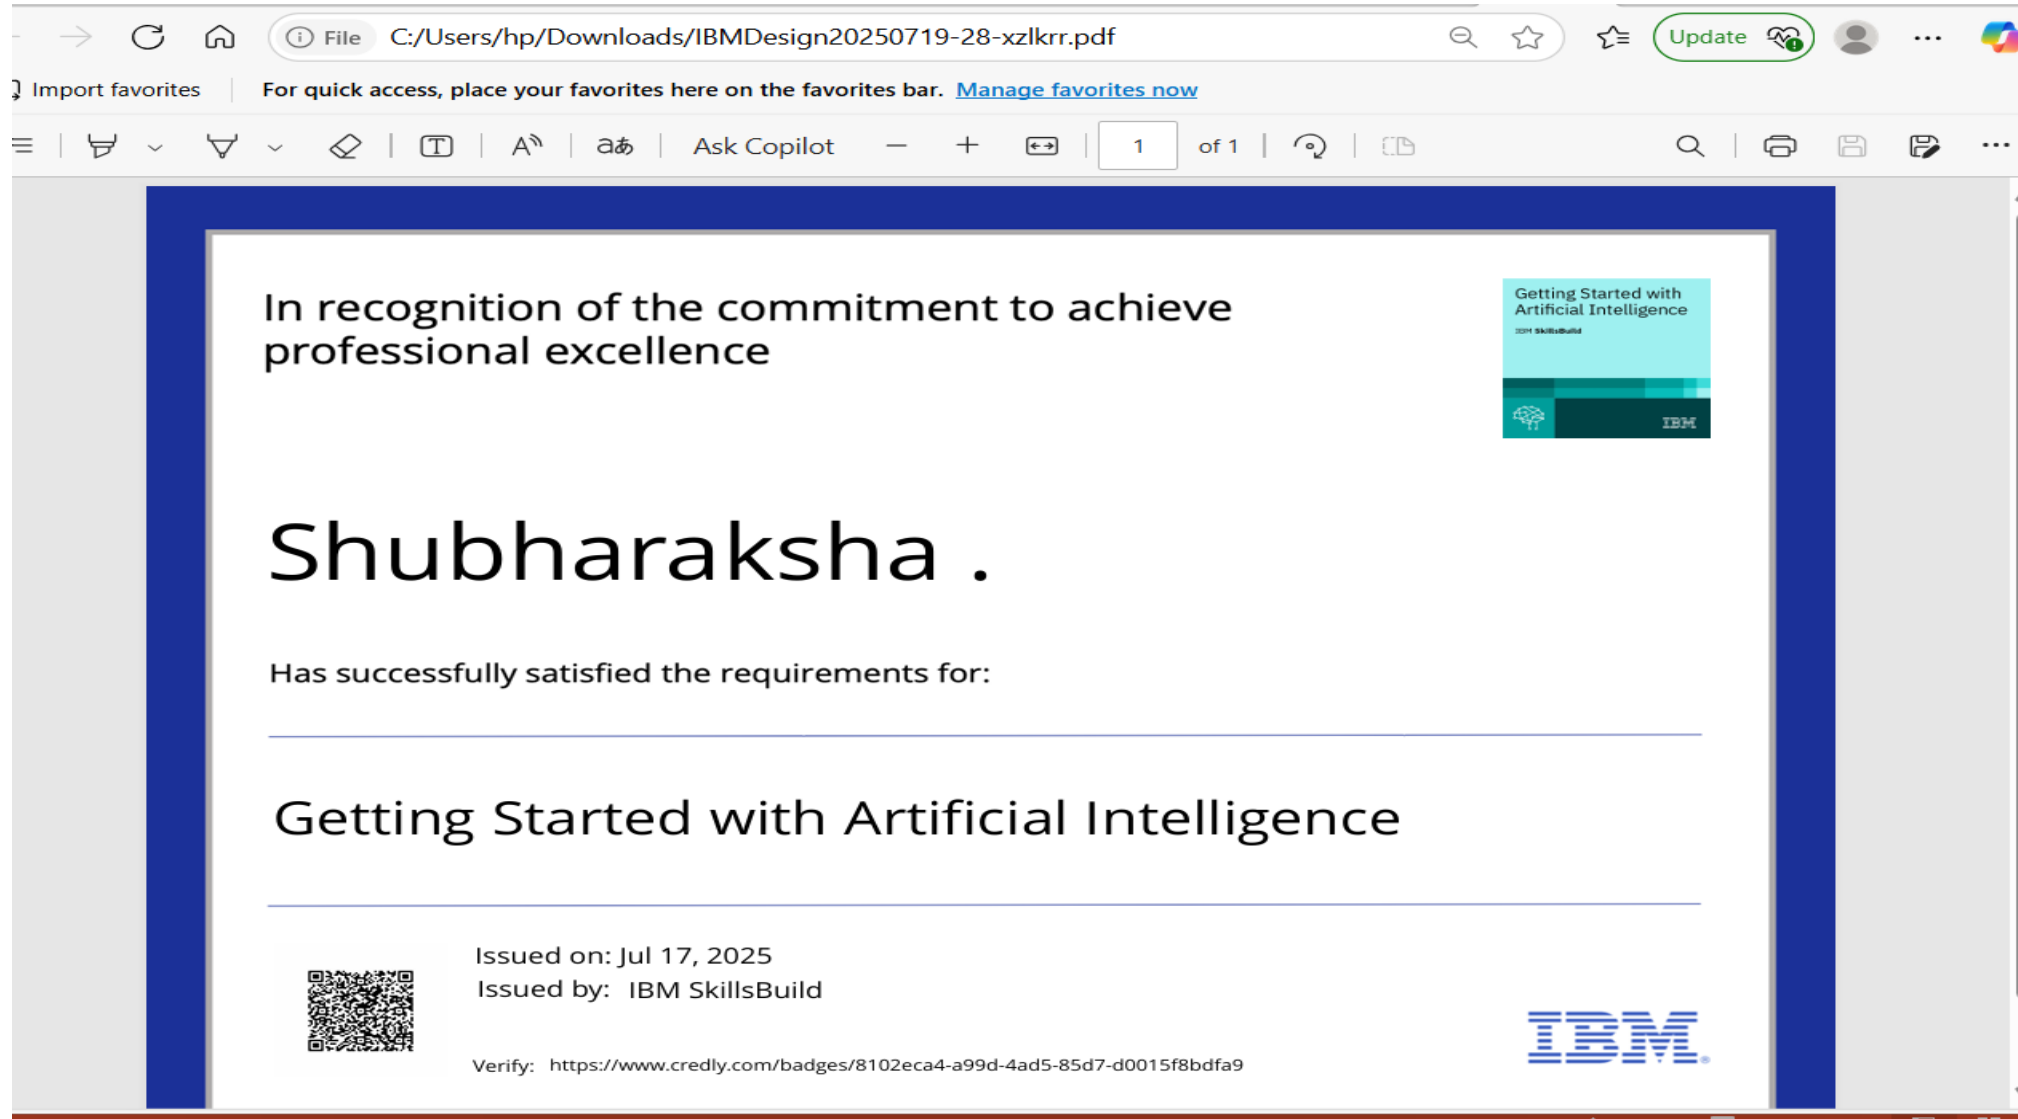 File C:/Users/hp/Downloads/IBMDesign20250719-28-xzlkrr.pdf Update
Import favorites For quick access, place your favorites here on the favorites bar. Manage favorites now
T A aあ Ask Copilot 1 of 1
In recognition of the commitment to achieve
professional excellence
Getting Started with
Artificial Intelligence
IBM SkillsBuild
IBM
Shubharaksha .
Has successfully satisfied the requirements for:
Getting Started with Artificial Intelligence
Issued on: Jul 17, 2025
Issued by: IBM SkillsBuild
Verify: https://www.credly.com/badges/8102eca4-a99d-4ad5-85d7-d0015f8bdfa9
IBM